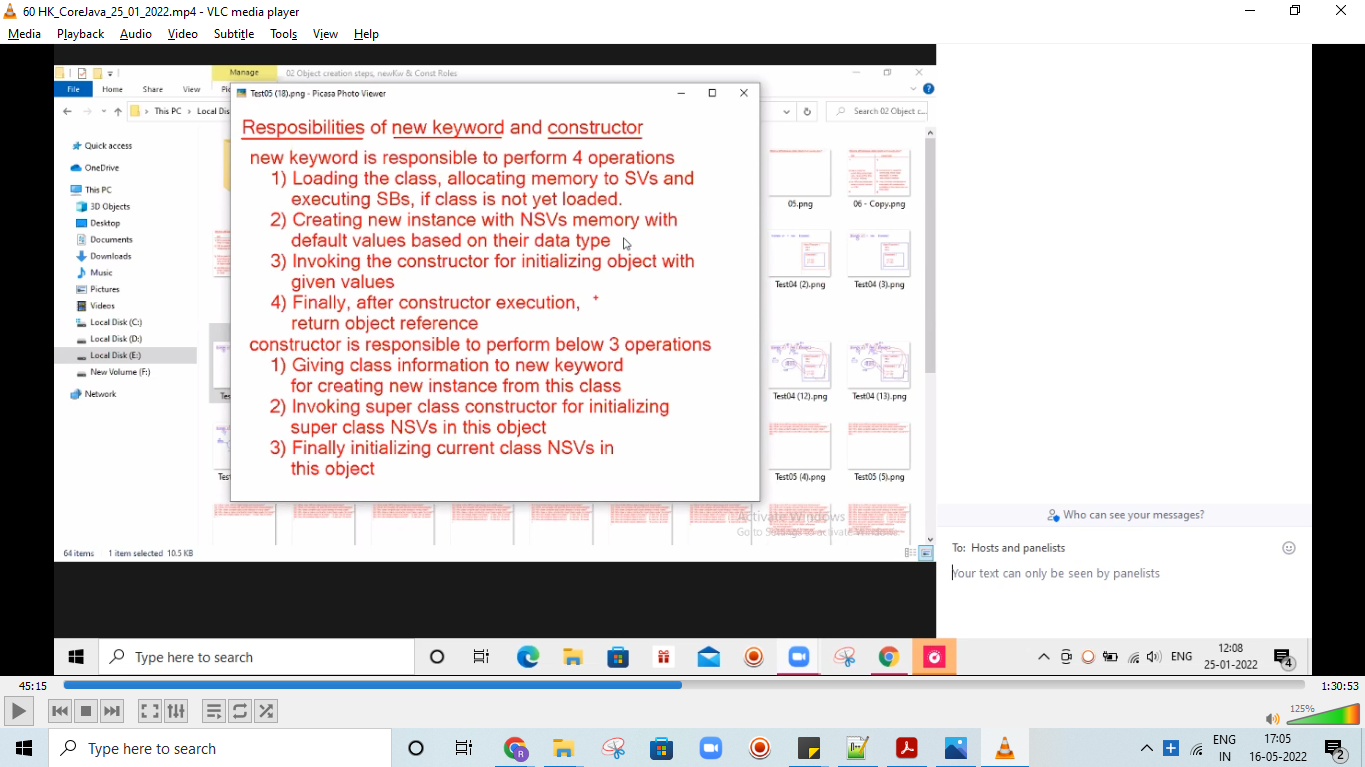 60 HK_CoreJava_25_01_2022.mp4 - VLC media player
Media Playback Audio Video Subtitle Tools View Help
Manage 02 Object creation steps, newKw & Const Roles
File Home Share View
This PC Local Dis
Search 02 Object c...
Test05 (18).png - Picasa Photo Viewer
Quick access
OneDrive
This PC
3D Objects
Desktop
Documents
Downloads
Music
Pictures
Videos
Local Disk (C:)
Local Disk (D:)
Local Disk (E:)
New Volume (F:)
Network
Resposibilities of new keyword and constructor
new keyword is responsible to perform 4 operations
1) Loading the class, allocating memory to SVs and
executing SBs, if class is not yet loaded.
2) Creating new instance with NSVs memory with
default values based on their data type
3) Invoking the constructor for initializing object with
given values
4) Finally, after constructor execution,
return object reference
constructor is responsible to perform below 3 operations
1) Giving class information to new keyword
for creating new instance from this class
2) Invoking super class constructor for initializing
super class NSVs in this object
3) Finally initializing current class NSVs in
this object
05.png 06 - Copy.png
Test04 (2).png Test04 (3).png
Test04 (12).png Test04 (13).png
Test05 (4).png Test05 (5).png
Activate Windows
Go to Settings to activate Windows.
64 items 1 item selected 10.5 KB
Who can see your messages?
To: Hosts and panelists
Your text can only be seen by panelists
Type here to search
ENG
12:08
25-01-2022
4
45:15
1:30:53
125%
Type here to search
R
ENG
IN
17:05
16-05-2022
2